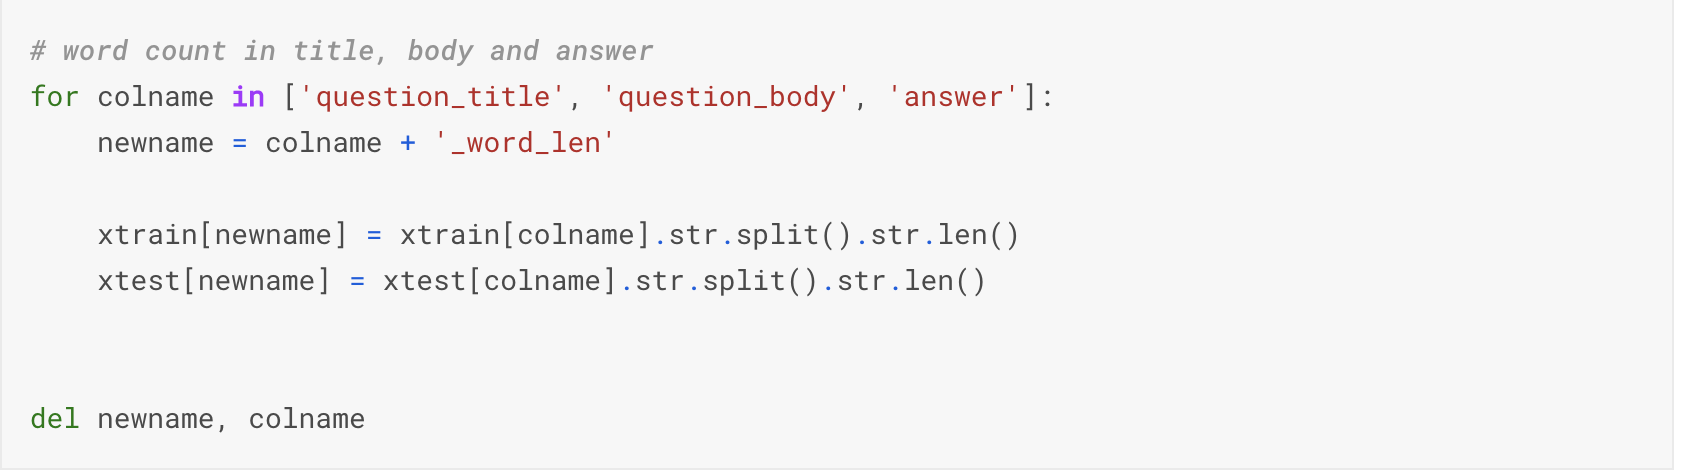 # word count in title, body and answer
for colname in ['question_title', 'question_body', 'answer']:
    newname = colname + '_word_len'
    xtrain[newname] = xtrain[colname].str.split().str.len()
    xtest[newname] = xtest[colname].str.split().str.len()
del newname, colname